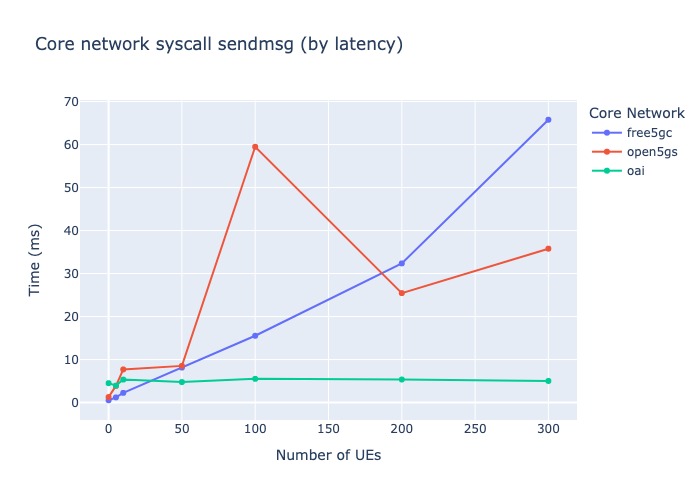 Core network syscall sendmsg (by latency)
Core Network
free5gc
open5gs
oai
Time (ms)
70
60
50
40
30
20
10
0
0 50 100 150 200 250 300
Number of UEs